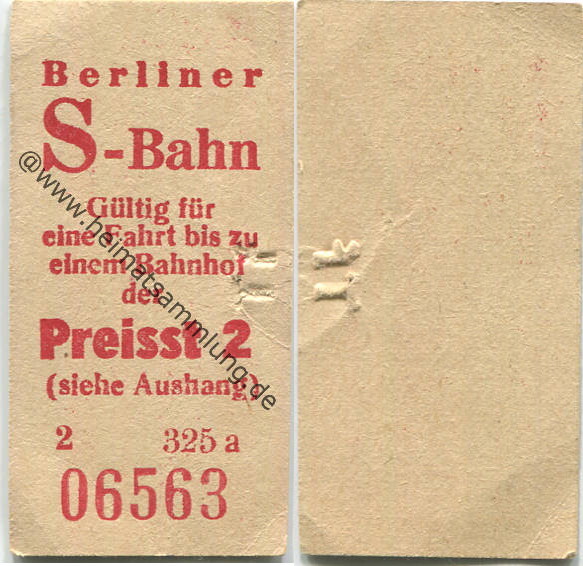 Berliner
S-Bahn
Gültig für
eine Fahrt bis zu
einem Bahnhof
der
Preisst 2
(siehe Aushang)
2 325 a
06563
@www.heimatsammlung.de